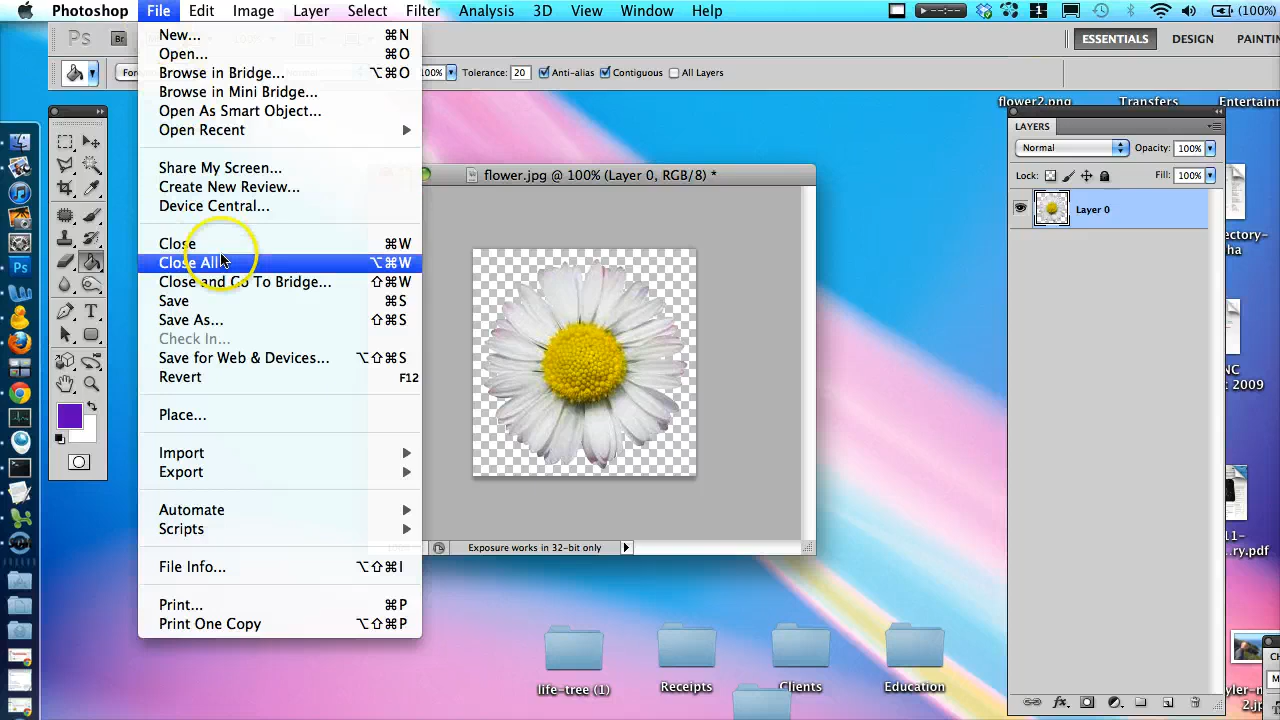 Photoshop File Edit Image Layer Select Filter Analysis 3D View Window Help 1 (100%)
Ps Br ESSENTIALS DESIGN
100% Tolerance: 20 Anti-alias Contiguous All Layers
New... ⌘N
Open... ⌘O
Browse in Bridge... ⌥⌘O
Browse in Mini Bridge...
Open As Smart Object...
Open Recent
Share My Screen...
Create New Review...
Device Central...
Close ⌘W
Close All ⌥⌘W
Close and Go To Bridge... ⇧⌘W
Save ⌘S
Save As... ⇧⌘S
Check In...
Save for Web & Devices... ⌥⇧⌘S
Revert F12
Place...
Import
Export
Automate
Scripts
File Info... ⌥⇧⌘I
Print... ⌘P
Print One Copy ⌥⇧⌘P
flower.jpg @ 100% (Layer 0, RGB/8) *
Exposure works in 32-bit only
flower2.png Transfers
LAYERS
Normal Opacity: 100%
Lock: Fill: 100%
Layer 0
Ps
T
2009
life-tree (1) Receipts Clients Education